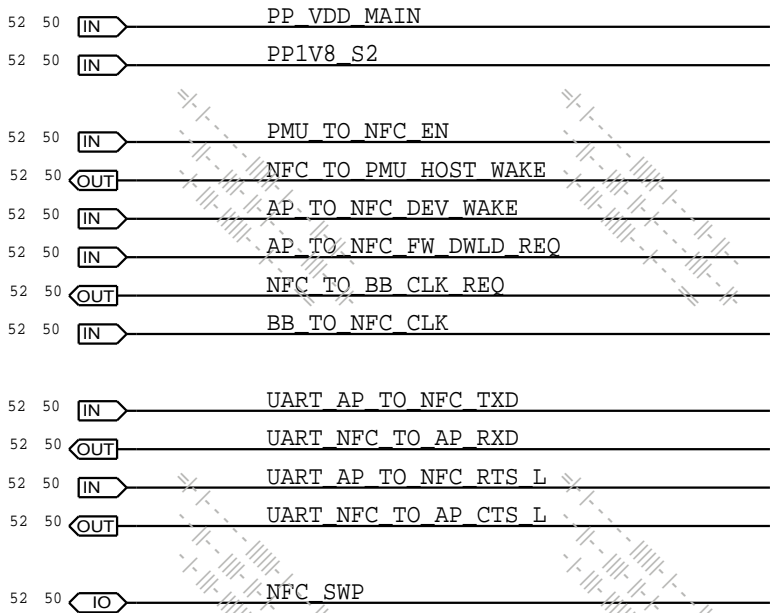 52 50 IN PP_VDD_MAIN
52 50 IN PP1V8_S2
52 50 IN PMU_TO_NFC_EN
52 50 OUT NFC_TO_PMU_HOST_WAKE
52 50 IN AP_TO_NFC_DEV_WAKE
52 50 IN AP_TO_NFC_FW_DWLD_REQ
52 50 OUT NFC_TO_BB_CLK_REQ
52 50 IN BB_TO_NFC_CLK
52 50 IN UART_AP_TO_NFC_TXD
52 50 OUT UART_NFC_TO_AP_RXD
52 50 IN UART_AP_TO_NFC_RTS_L
52 50 OUT UART_NFC_TO_AP_CTS_L
52 50 IO NFC_SWP